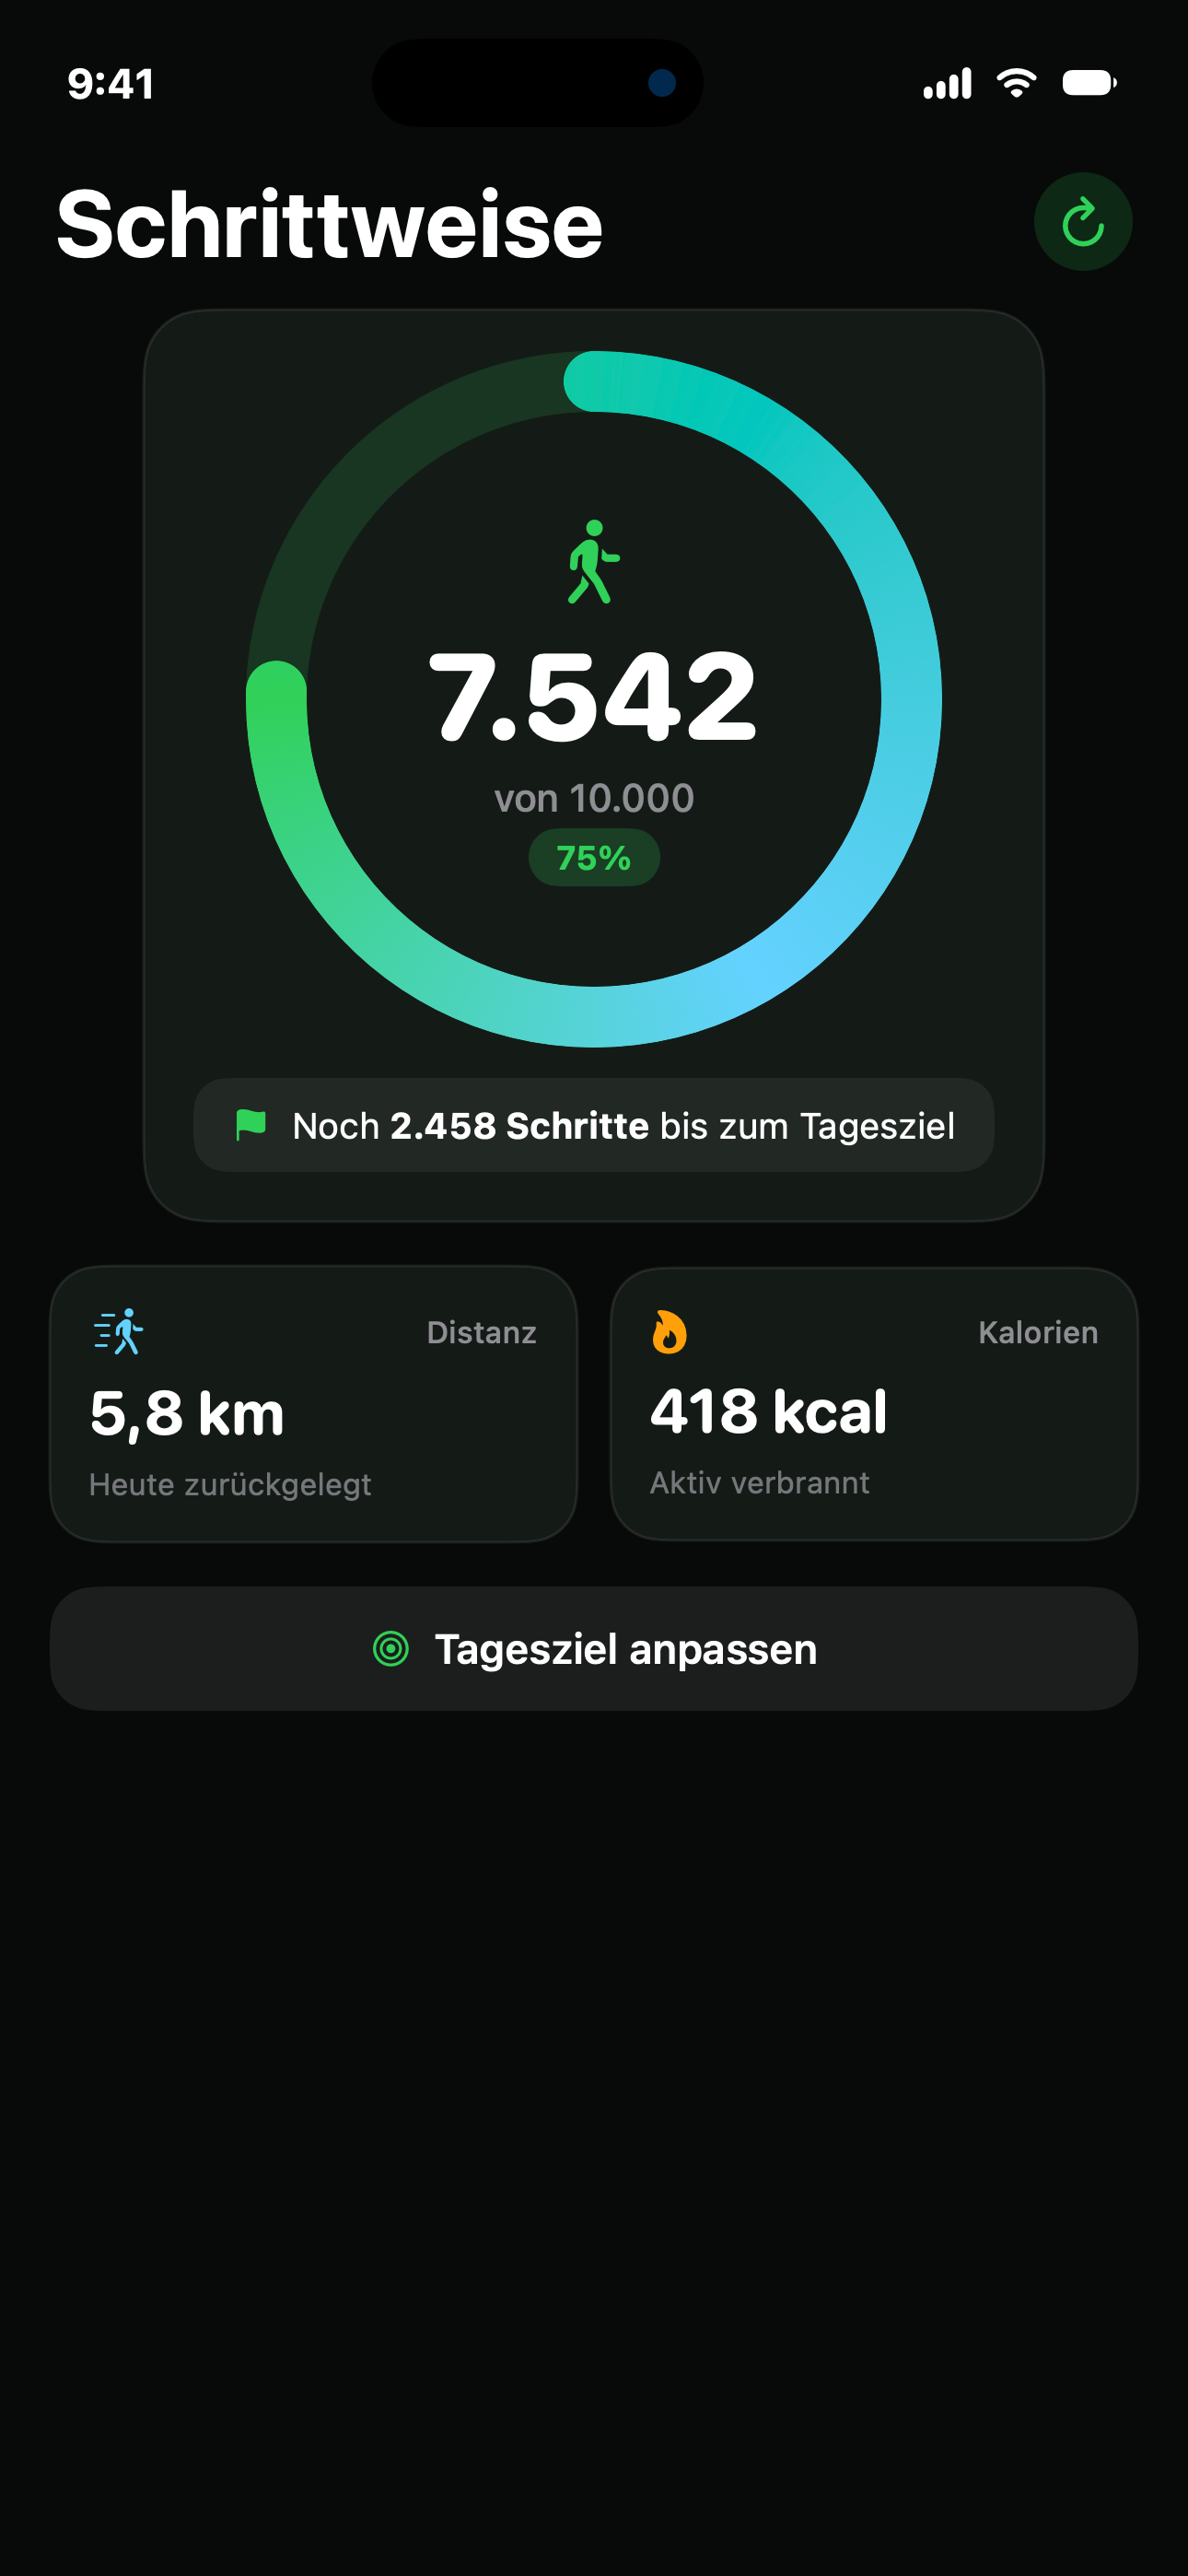 9:41
Schrittweise
7.542
von 10.000
75%
Noch 2.458 Schritte bis zum Tagesziel
Distanz
5,8 km
Heute zurückgelegt
Kalorien
418 kcal
Aktiv verbrannt
Tagesziel anpassen